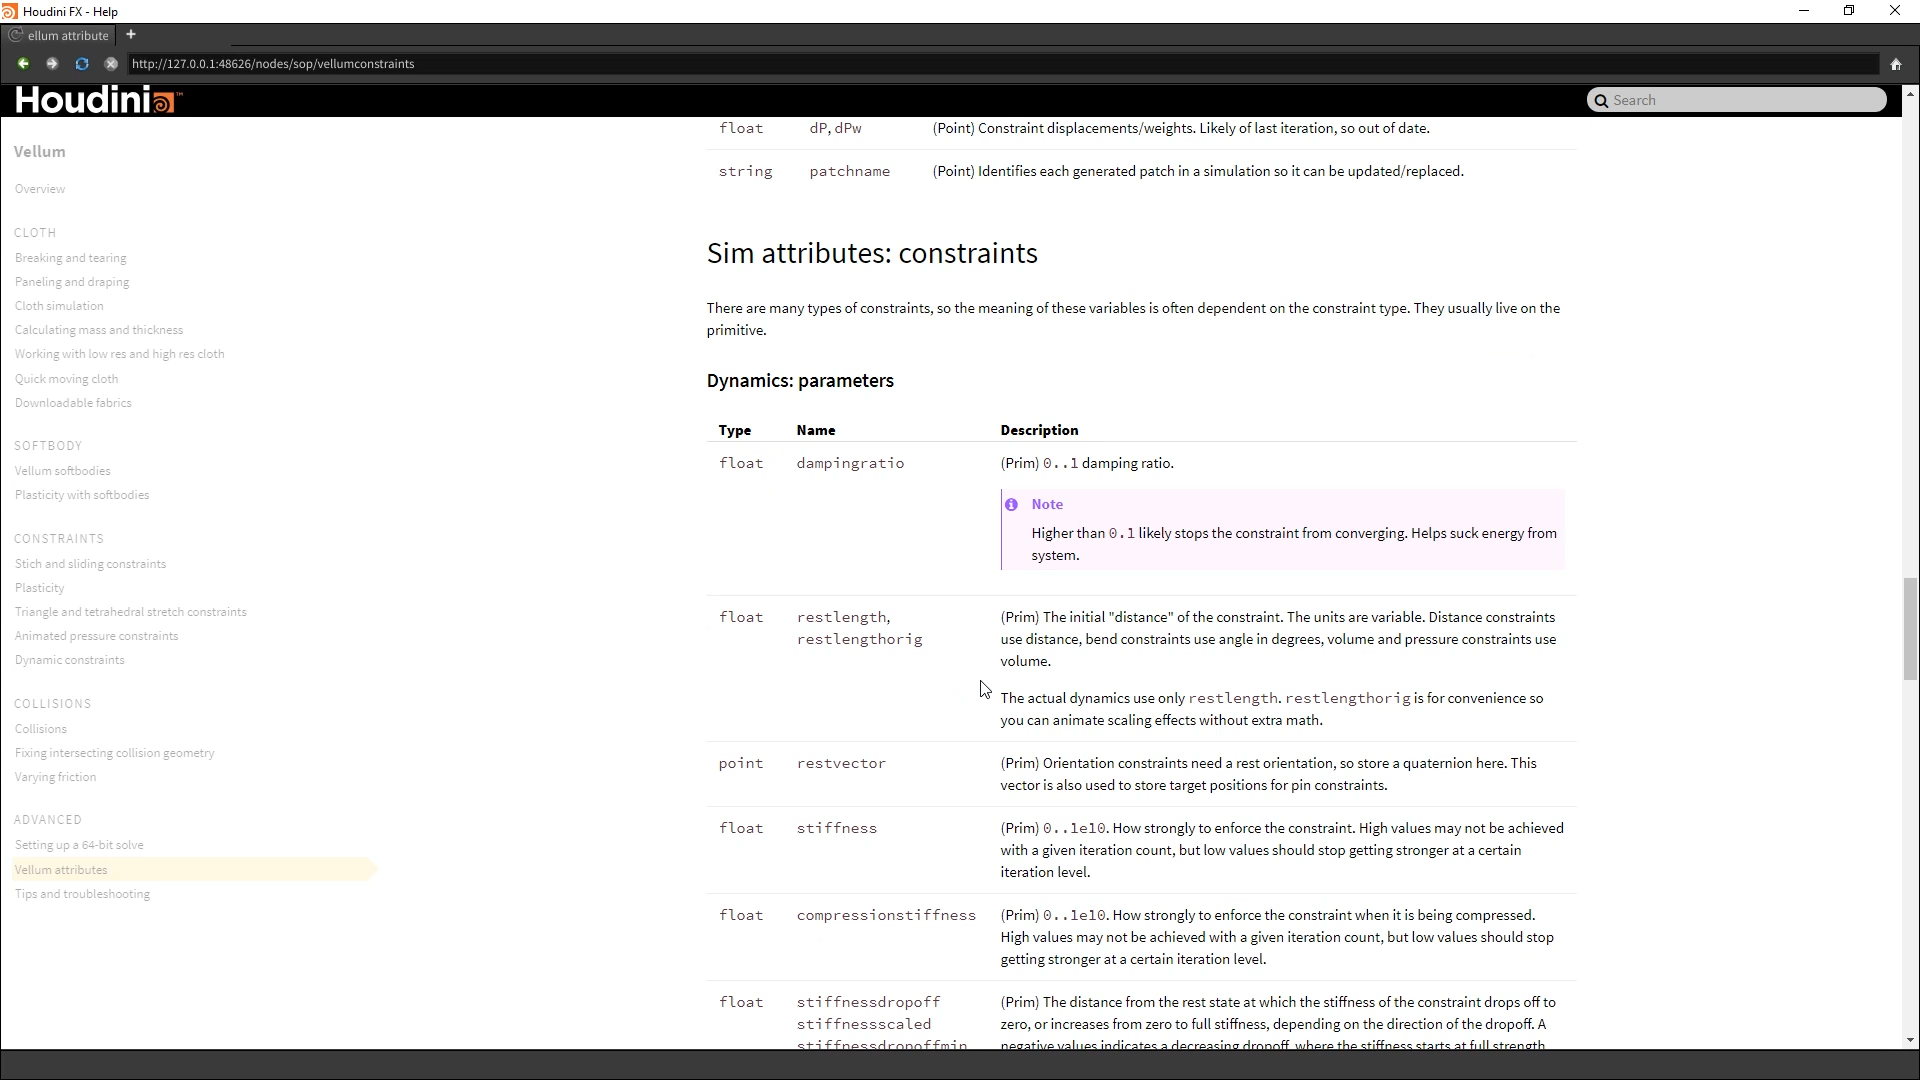 Houdini FX - Help
ellum attribute
http://127.0.0.1:48626/nodes/sop/vellumconstraints
Houdini™
Search
Vellum
Overview
CLOTH
Breaking and tearing
Paneling and draping
Cloth simulation
Calculating mass and thickness
Working with low res and high res cloth
Quick moving cloth
Downloadable fabrics
SOFTBODY
Vellum softbodies
Plasticity with softbodies
CONSTRAINTS
Stich and sliding constraints
Plasticity
Triangle and tetrahedral stretch constraints
Animated pressure constraints
Dynamic constraints
COLLISIONS
Collisions
Fixing intersecting collision geometry
Varying friction
ADVANCED
Setting up a 64-bit solve
Vellum attributes
Tips and troubleshooting
float dP, dPw (Point) Constraint displacements/weights. Likely of last iteration, so out of date.
string patchname (Point) Identifies each generated patch in a simulation so it can be updated/replaced.
Sim attributes: constraints
There are many types of constraints, so the meaning of these variables is often dependent on the constraint type. They usually live on the
primitive.
Dynamics: parameters
Type Name Description
float dampingratio (Prim) 0..1 damping ratio.
Note
Higher than 0.1 likely stops the constraint from converging. Helps suck energy from
system.
float restlength, (Prim) The initial "distance" of the constraint. The units are variable. Distance constraints
restlengthorig use distance, bend constraints use angle in degrees, volume and pressure constraints use
volume.
The actual dynamics use only restlength. restlengthorig is for convenience so
you can animate scaling effects without extra math.
point restvector (Prim) Orientation constraints need a rest orientation, so store a quaternion here. This
vector is also used to store target positions for pin constraints.
float stiffness (Prim) 0..1e10. How strongly to enforce the constraint. High values may not be achieved
with a given iteration count, but low values should stop getting stronger at a certain
iteration level.
float compressionstiffness (Prim) 0..1e10. How strongly to enforce the constraint when it is being compressed.
High values may not be achieved with a given iteration count, but low values should stop
getting stronger at a certain iteration level.
float stiffnessdropoff (Prim) The distance from the rest state at which the stiffness of the constraint drops off to
stiffnessscaled zero, or increases from zero to full stiffness, depending on the direction of the dropoff. A
stiffnessdropoffmin negative values indicates a decreasing dropoff, where the stiffness starts at full strength